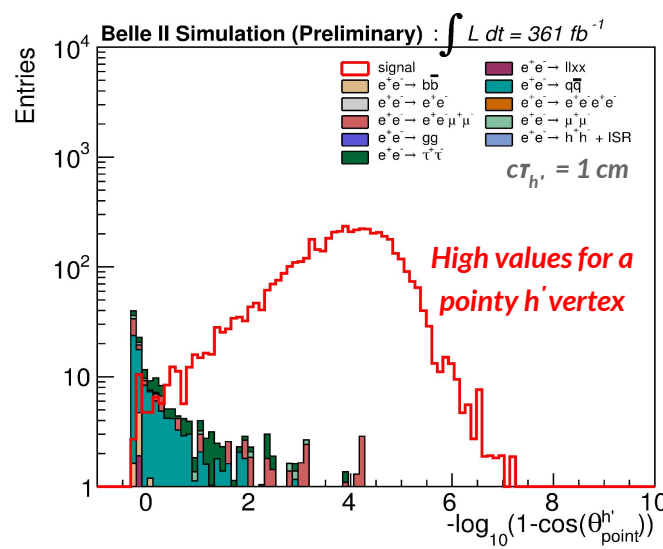 Belle II Simulation (Preliminary) : ∫ L dt = 361 fb⁻¹
Entries
10⁴
10³
10²
10
1
signal
e⁺e⁻→ bb̅
e⁺e⁻→ e⁺e⁻
e⁺e⁻→ e⁺e⁻μ⁺μ⁻
e⁺e⁻→ gg
e⁺e⁻→ τ⁺τ⁻
e⁺e⁻→ llxx
e⁺e⁻→ qq̅
e⁺e⁻→ e⁺e⁻e⁺e⁻
e⁺e⁻→ μ⁺μ⁻
e⁺e⁻→ h⁺h⁻ + ISR
cτ_h' = 1 cm
High values for a
pointy h' vertex
0 2 4 6 8 10
-log₁₀(1-cos(θ^h'_point))